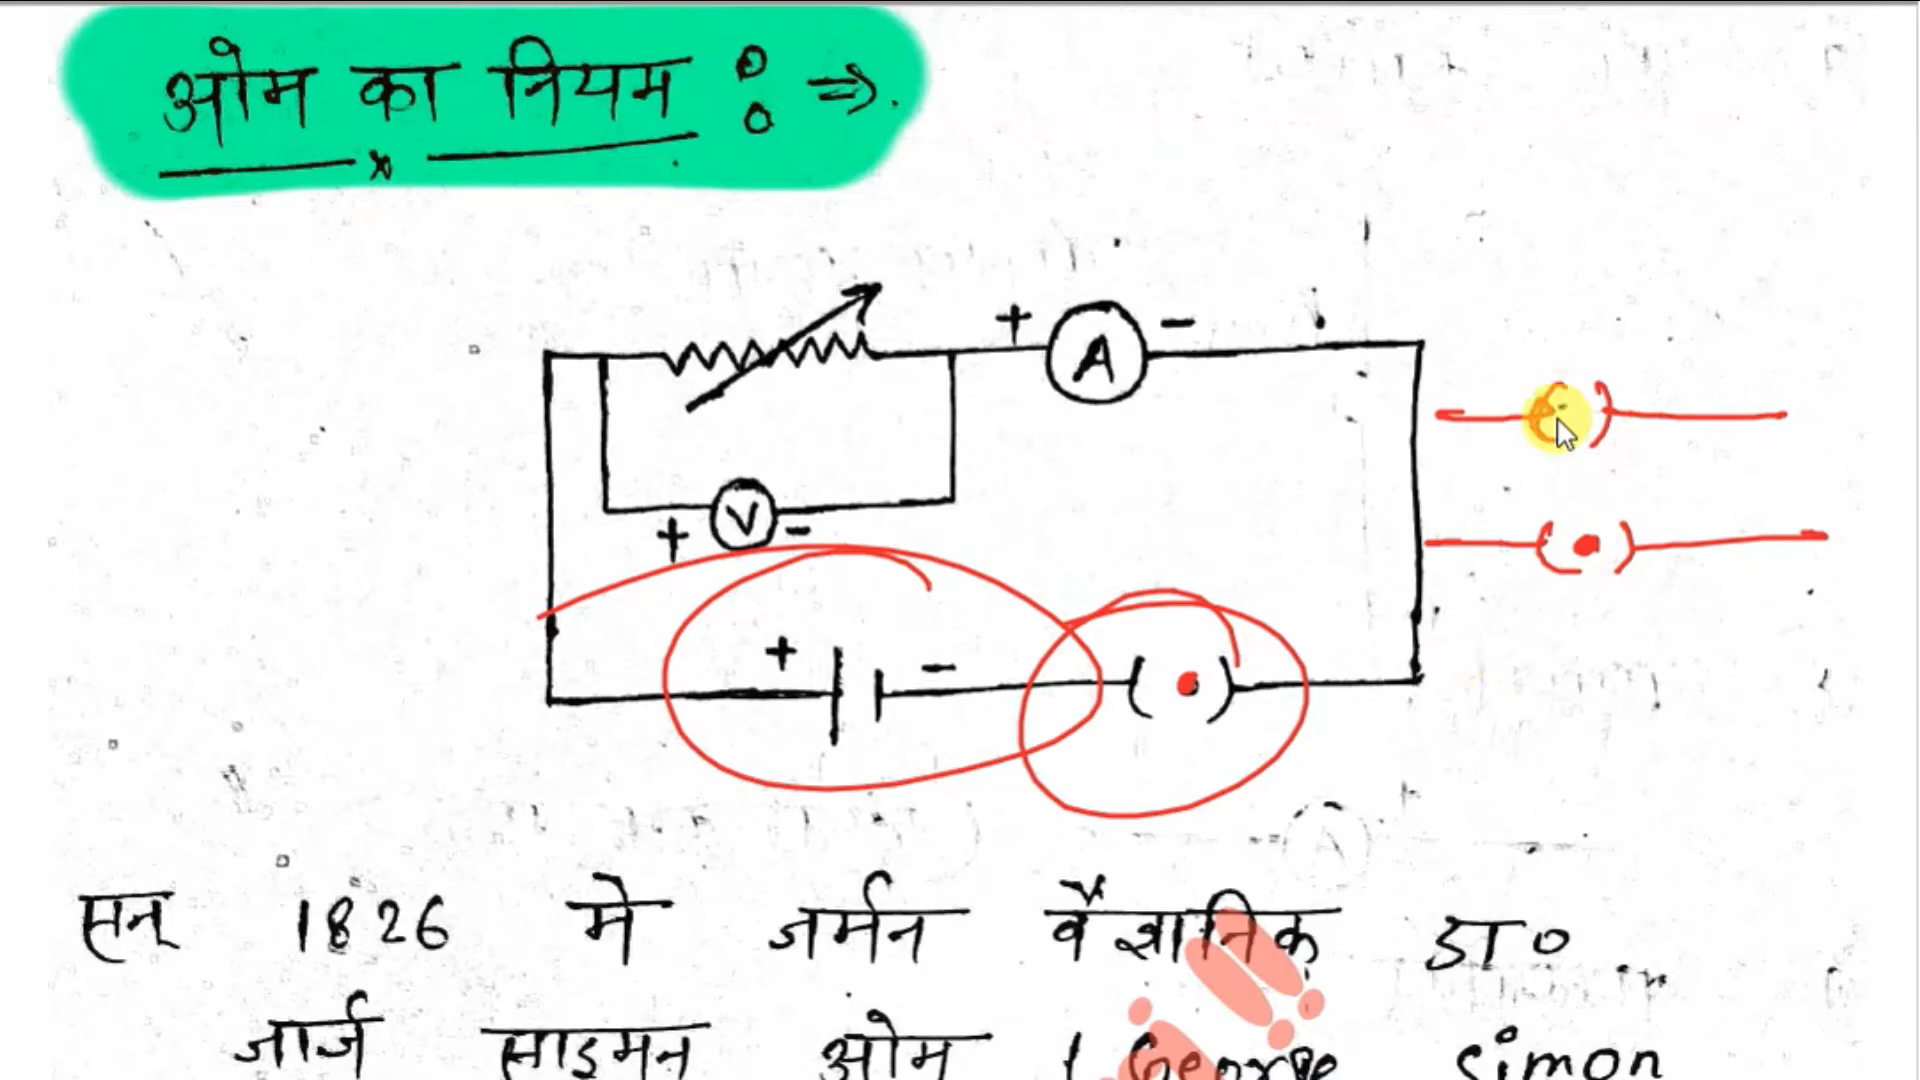 ओम का नियम : ⇒
+ A -
+ V -
+ -
सन् 1826 मे जर्मन वैज्ञानिक डा०
जार्ज साइमन ओम ( George simon